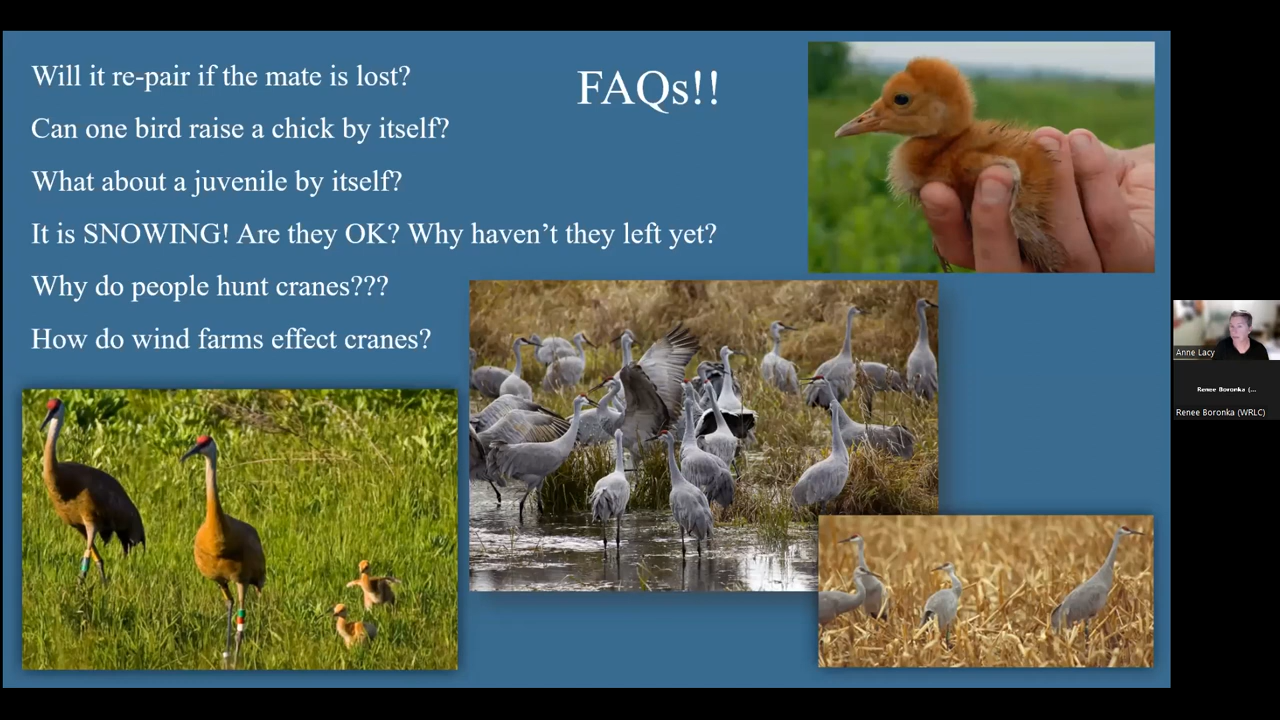 FAQs!!
Will it re-pair if the mate is lost?
Can one bird raise a chick by itself?
What about a juvenile by itself?
It is SNOWING! Are they OK? Why haven’t they left yet?
Why do people hunt cranes???
How do wind farms effect cranes?
Anne Lacy
Renee Boronka (...
Renee Boronka (WRLC)